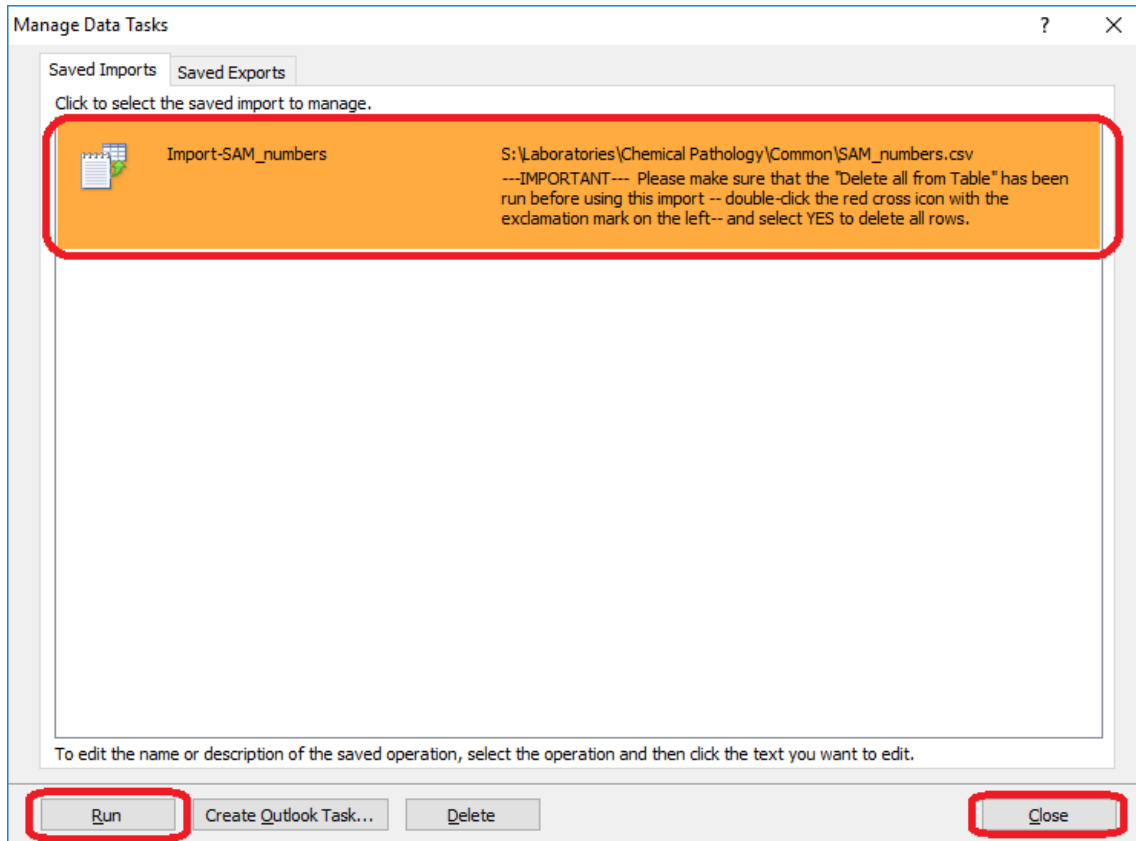 Manage Data Tasks ?
Saved Imports Saved Exports
Click to select the saved import to manage.
Import-SAM_numbers S:\Laboratories\Chemical Pathology\Common\SAM_numbers.csv
---IMPORTANT--- Please make sure that the "Delete all from Table" has been
run before using this import -- double-click the red cross icon with the
exclamation mark on the left-- and select YES to delete all rows.
To edit the name or description of the saved operation, select the operation and then click the text you want to edit.
Run Create Outlook Task... Delete Close